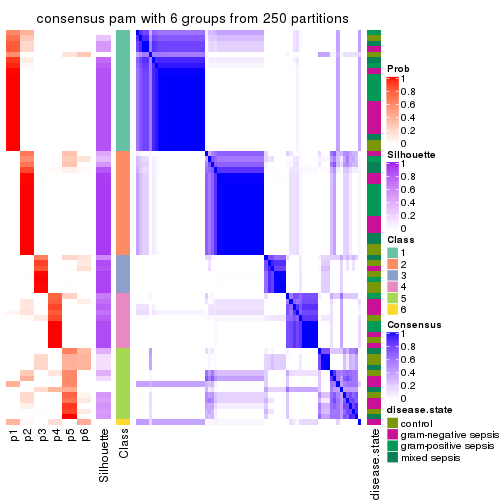 consensus pam with 6 groups from 250 partitions
Prob
1
0.8
0.6
0.4
0.2
0
Silhouette
1
0.8
0.6
0.4
0.2
0
Class
1
2
3
4
5
6
Consensus
1
0.8
0.6
0.4
0.2
0
disease.state
control
gram-negative sepsis
gram-positive sepsis
mixed sepsis
p1
p2
p3
p4
p5
p6
Silhouette
Class
disease.state